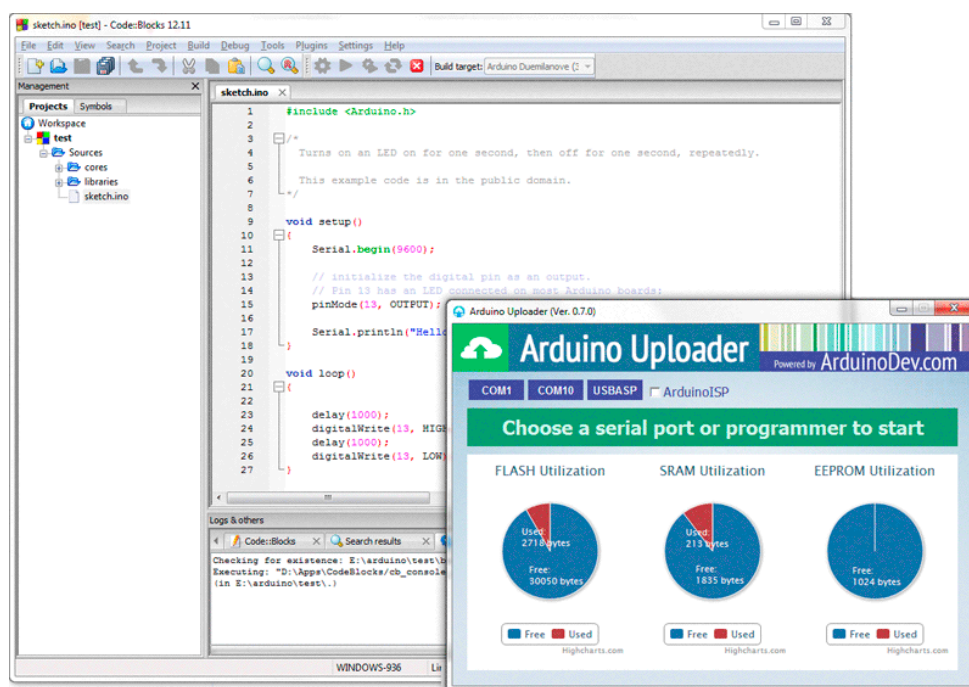 sketch.ino [test] - Code::Blocks 12.11
File Edit View Search Project Build Debug Tools Plugins Settings Help
Build target: Arduino Duemilanove (
Management
Projects Symbols
Workspace
test
Sources
cores
libraries
sketch.ino
sketch.ino
1 #include <Arduino.h>
2
3 /*
4 Turns on an LED on for one second, then off for one second, repeatedly.
5
6 This example code is in the public domain.
7 */
8
9 void setup()
10 {
11 Serial.begin(9600);
12
13 // initialize the digital pin as an output.
14 // Pin 13 has an LED connected on most Arduino boards:
15 pinMode(13, OUTPUT);
16
17 Serial.println("Hello
18 }
19
20 void loop()
21 {
22
23 delay(1000);
24 digitalWrite(13, HIGH
25 delay(1000);
26 digitalWrite(13, LOW)
27 }
Logs & others
Code::Blocks Search results
Checking for existence: E:\arduino\test\b
Executing: "D:\Apps\CodeBlocks/cb_console
(in E:\arduino\test\.)
WINDOWS-936
Arduino Uploader (Ver. 0.7.0)
Arduino Uploader
Powered by ArduinoDev.com
COM1 COM10 USBASP ArduinoISP
Choose a serial port or programmer to start
FLASH Utilization SRAM Utilization EEPROM Utilization
Used:
2718 bytes
Free:
30050 bytes
Used:
213 bytes
Free:
1835 bytes
Free:
1024 bytes
Free Used
Free Used
Free Used
Highcharts.com
Highcharts.com
Highcharts.com